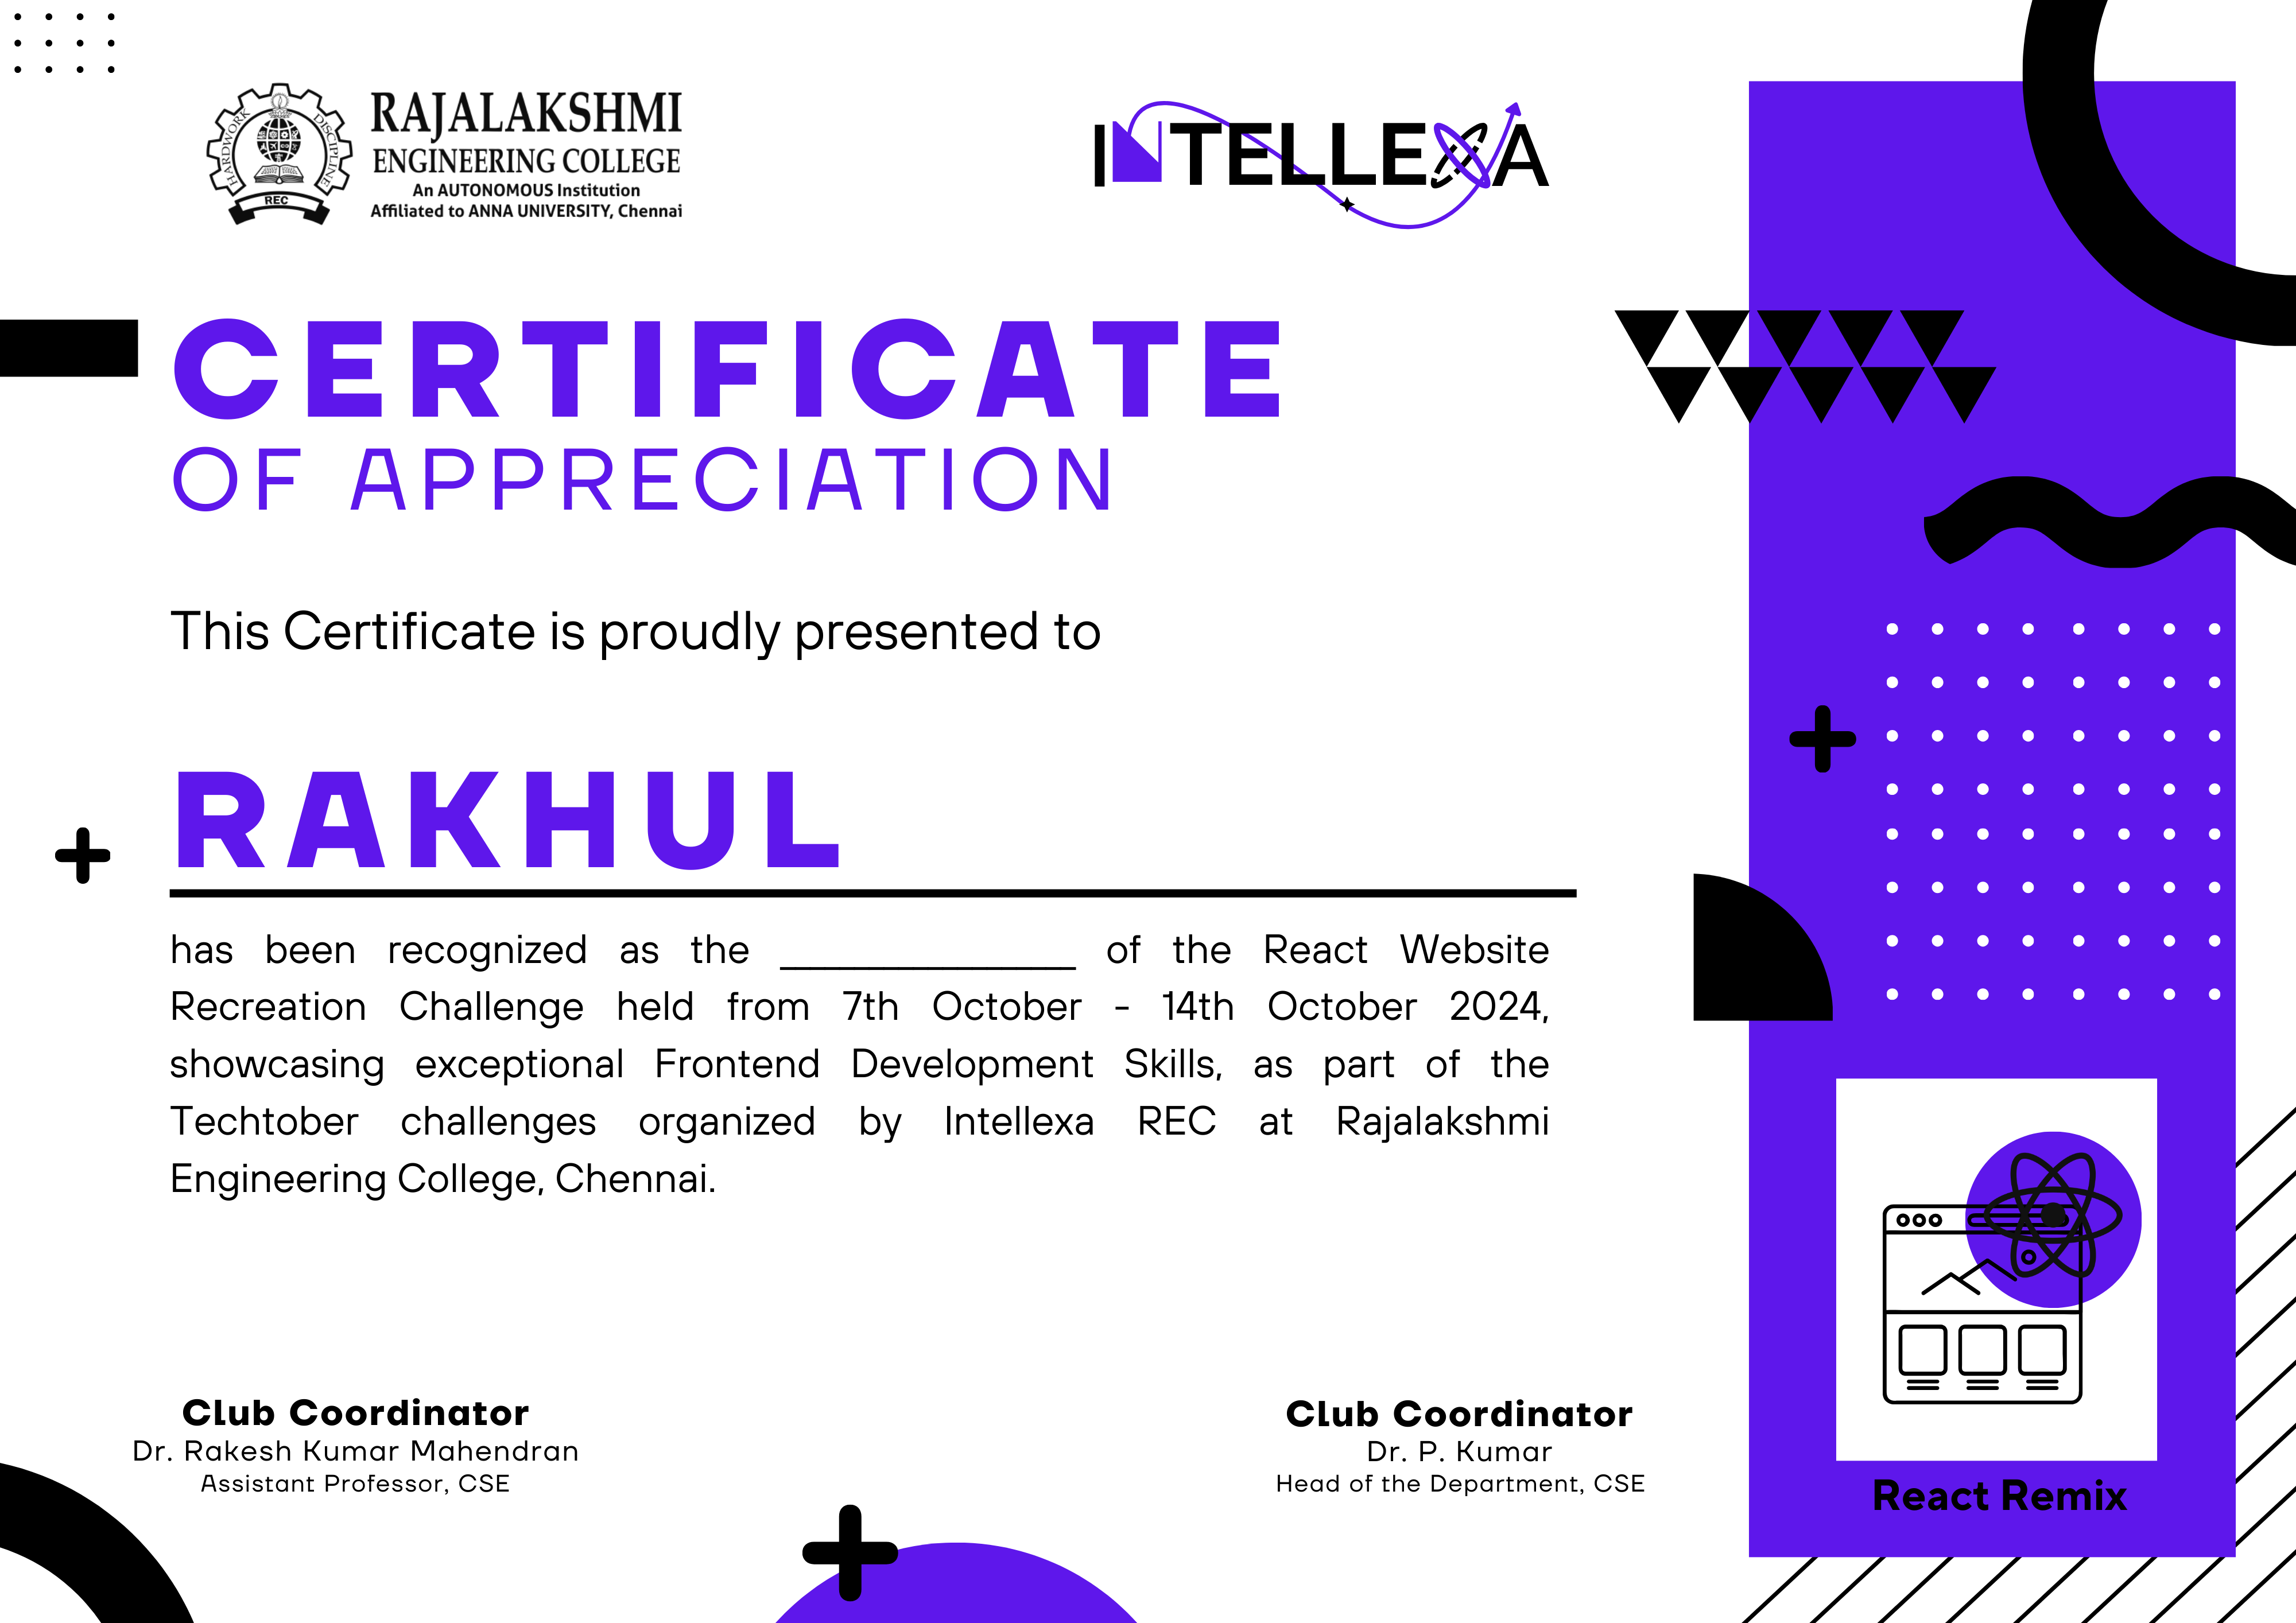 HARDWORK
DISCIPLINE
REC
RAJALAKSHMI
ENGINEERING COLLEGE
An AUTONOMOUS Institution
Affiliated to ANNA UNIVERSITY, Chennai
INTELLEXA
CERTIFICATE
OF APPRECIATION
This Certificate is proudly presented to
RAKHUL
has been recognized as the ______________ of the React Website
Recreation Challenge held from 7th October - 14th October 2024,
showcasing exceptional Frontend Development Skills, as part of the
Techtober challenges organized by Intellexa REC at Rajalakshmi
Engineering College, Chennai.
Club Coordinator
Dr. Rakesh Kumar Mahendran
Assistant Professor, CSE
Club Coordinator
Dr. P. Kumar
Head of the Department, CSE
React Remix